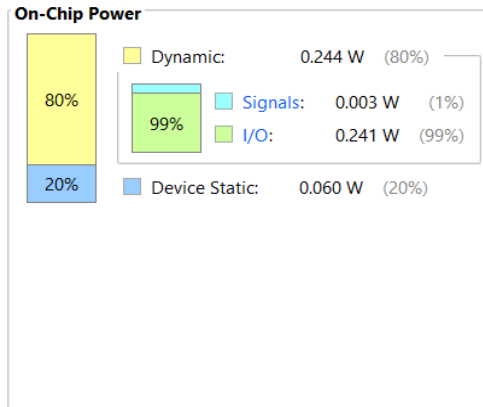 On-Chip Power
Dynamic: 0.244 W (80%)
80%
Signals: 0.003 W (1%)
99%
I/O: 0.241 W (99%)
20%
Device Static: 0.060 W (20%)